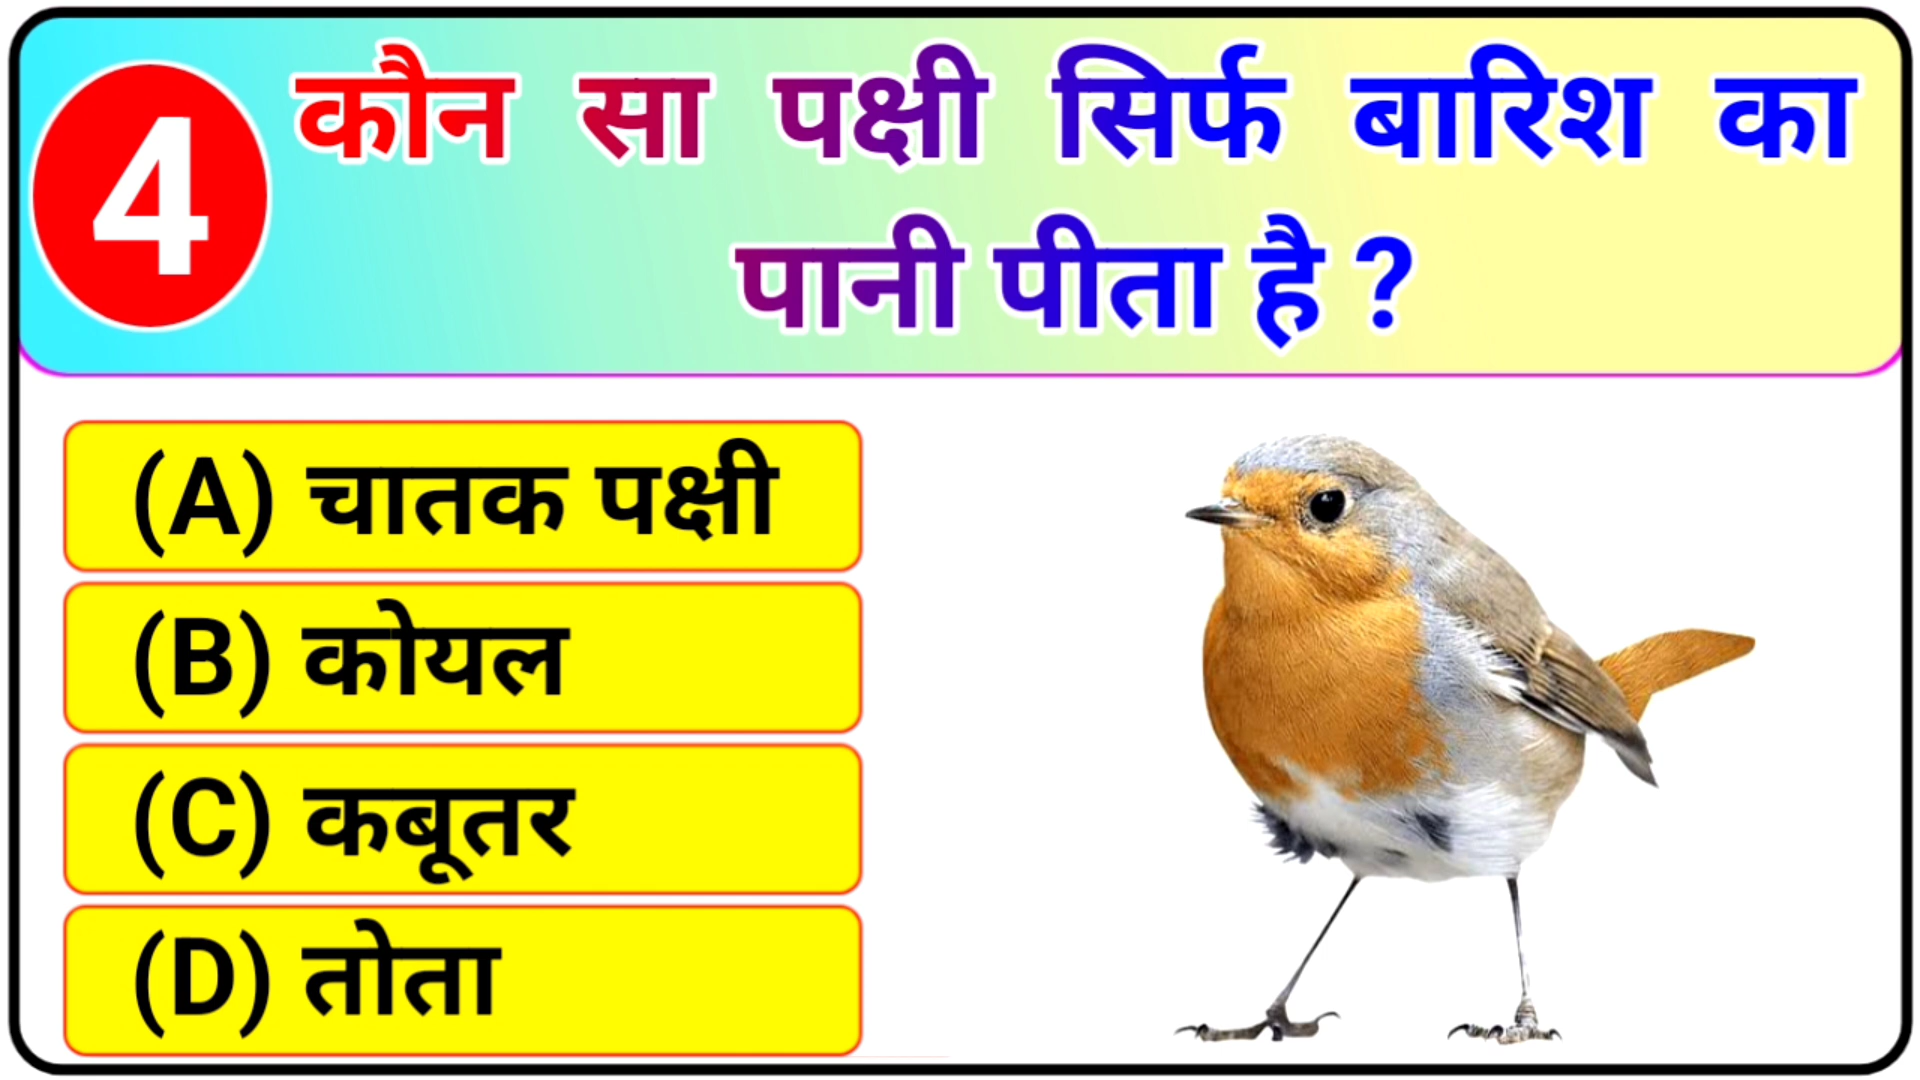 4
कौन सा पक्षी सिर्फ बारिश का
पानी पीता है ?
(A) चातक पक्षी
(B) कोयल
(C) कबूतर
(D) तोता